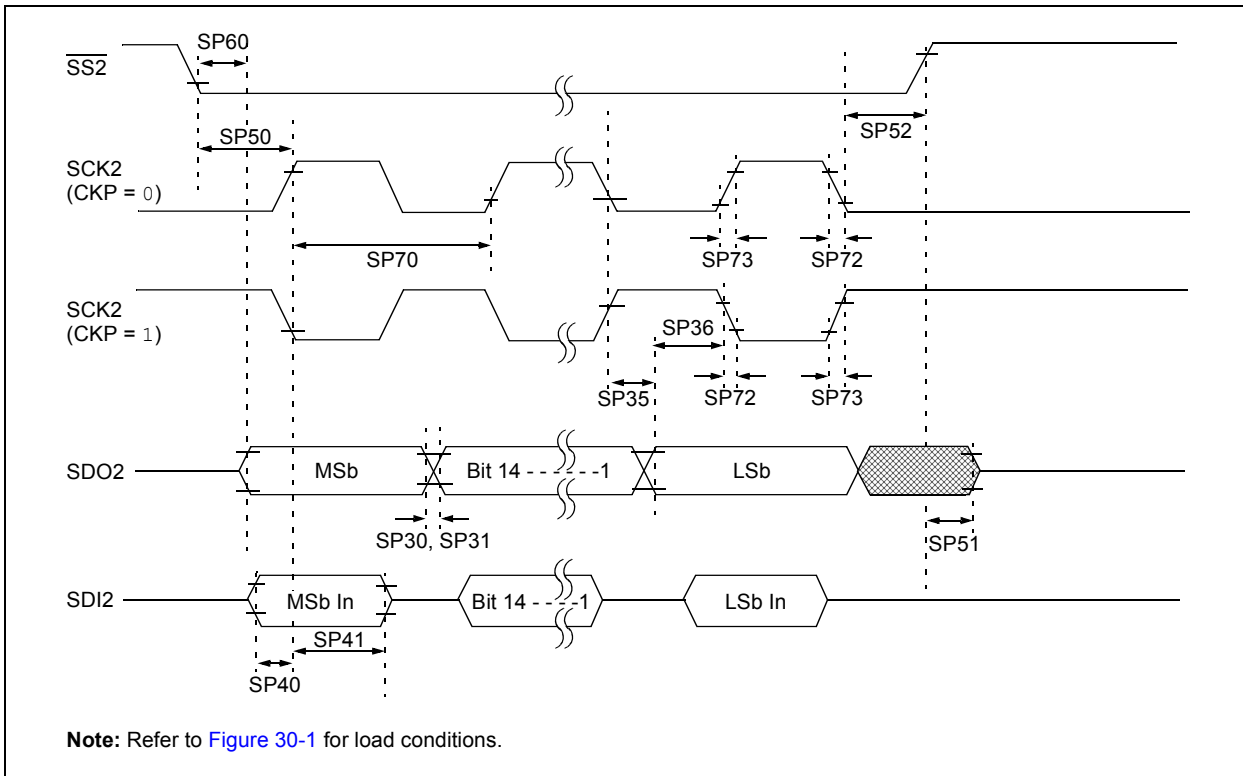 SP60
SS2
SP50
SP52
SCK2
(CKP = 0)
SP70
SP73
SP72
SCK2
(CKP = 1)
SP36
SP35
SP72
SP73
SDO2
MSb
Bit 14 - - - - - -1
LSb
SP30, SP31
SP51
SDI2
MSb In
Bit 14 - - - -1
LSb In
SP41
SP40
Note: Refer to Figure 30-1 for load conditions.